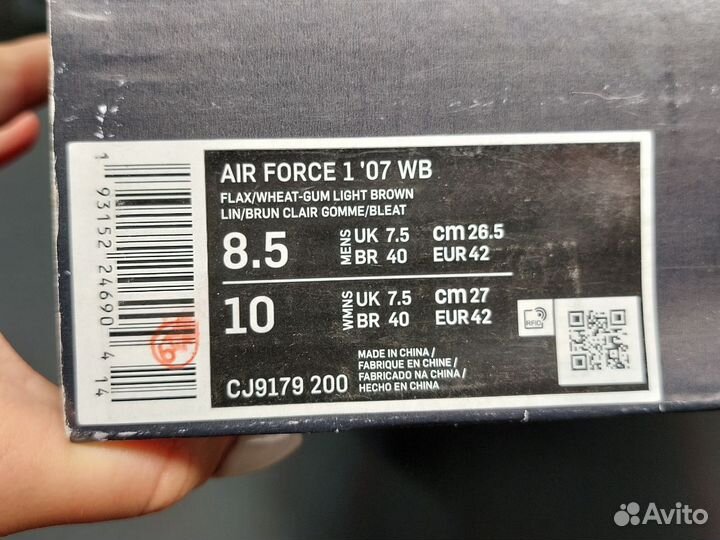 1 93152 24690 4 14
AIR FORCE 1 '07 WB
FLAX/WHEAT-GUM LIGHT BROWN
LIN/BRUN CLAIR GOMME/BLEAT
8.5 MENS UK 7.5 cm 26.5
BR 40 EUR 42
10 WMNS UK 7.5 cm 27
BR 40 EUR 42
RFID
CJ9179 200
MADE IN CHINA /
FABRIQUE EN CHINE /
FABRICADO NA CHINA /
HECHO EN CHINA
Avito